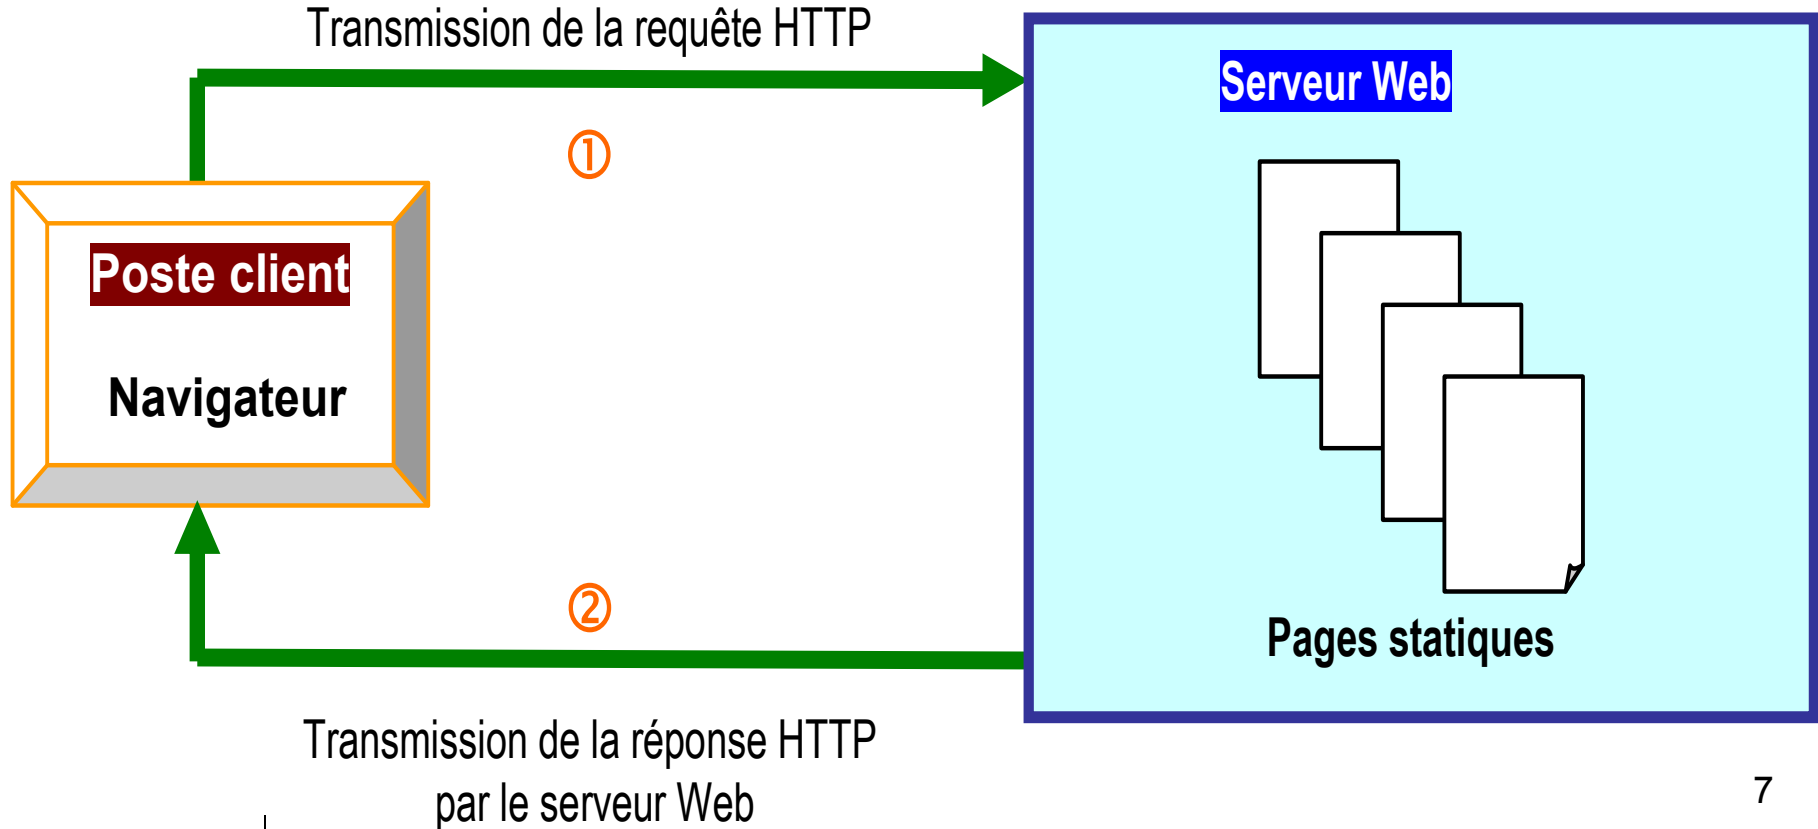 Transmission de la requête HTTP
Serveur Web
①
Poste client
Navigateur
②
Pages statiques
Transmission de la réponse HTTP
par le serveur Web
7